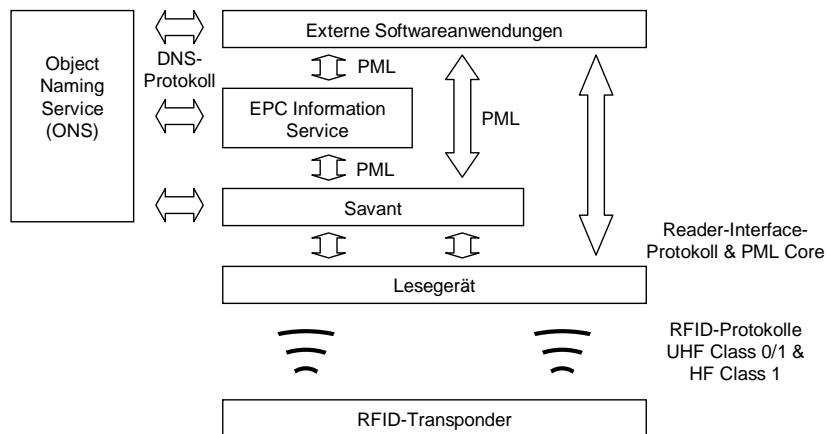 Externe Softwareanwendungen
Object
Naming
Service
(ONS)
DNS-
Protokoll
PML
EPC Information
Service
PML
PML
Savant
Reader-Interface-
Protokoll & PML Core
Lesegerät
RFID-Protokolle
UHF Class 0/1 &
HF Class 1
RFID-Transponder